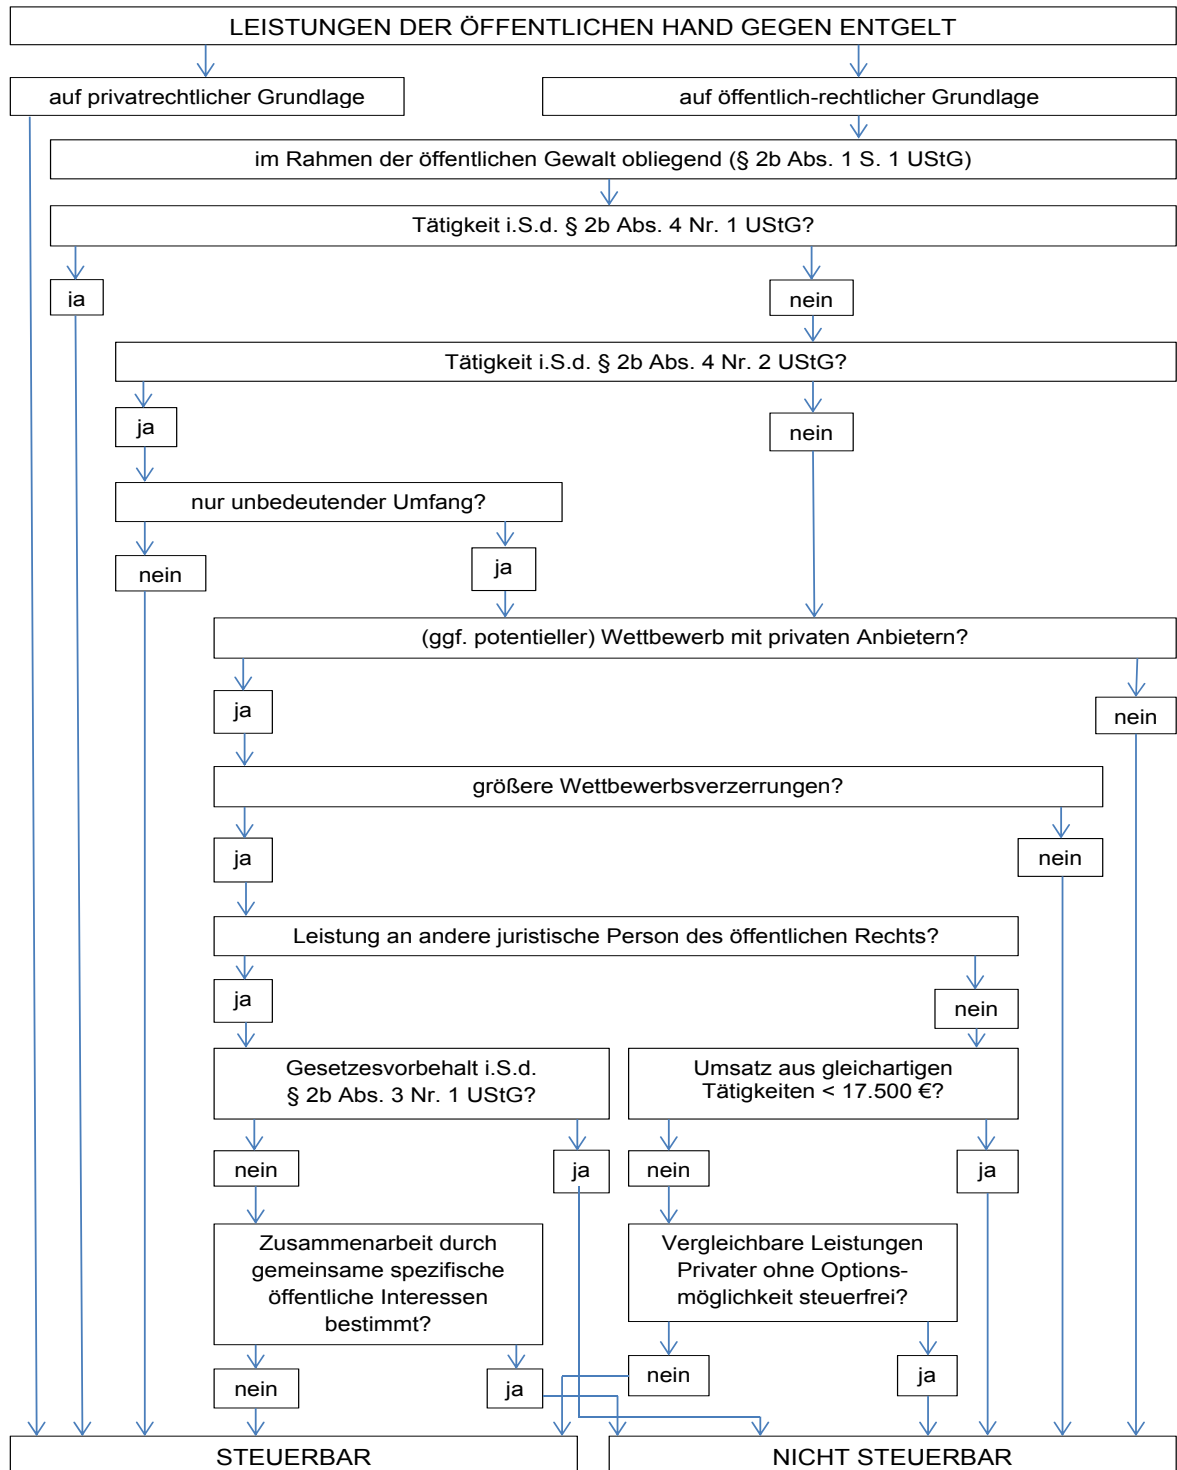 LEISTUNGEN DER ÖFFENTLICHEN HAND GEGEN ENTGELT
auf privatrechtlicher Grundlage
auf öffentlich-rechtlicher Grundlage
im Rahmen der öffentlichen Gewalt obliegend (§ 2b Abs. 1 S. 1 UStG)
Tätigkeit i.S.d. § 2b Abs. 4 Nr. 1 UStG?
ja
nein
Tätigkeit i.S.d. § 2b Abs. 4 Nr. 2 UStG?
ja
nein
nur unbedeutender Umfang?
nein
ja
(ggf. potentieller) Wettbewerb mit privaten Anbietern?
ja
nein
größere Wettbewerbsverzerrungen?
ja
nein
Leistung an andere juristische Person des öffentlichen Rechts?
ja
nein
Gesetzesvorbehalt i.S.d.
§ 2b Abs. 3 Nr. 1 UStG?
Umsatz aus gleichartigen
Tätigkeiten < 17.500 €?
nein
ja
nein
ja
Zusammenarbeit durch
gemeinsame spezifische
öffentliche Interessen
bestimmt?
Vergleichbare Leistungen
Privater ohne Options-
möglichkeit steuerfrei?
nein
ja
nein
ja
STEUERBAR
NICHT STEUERBAR